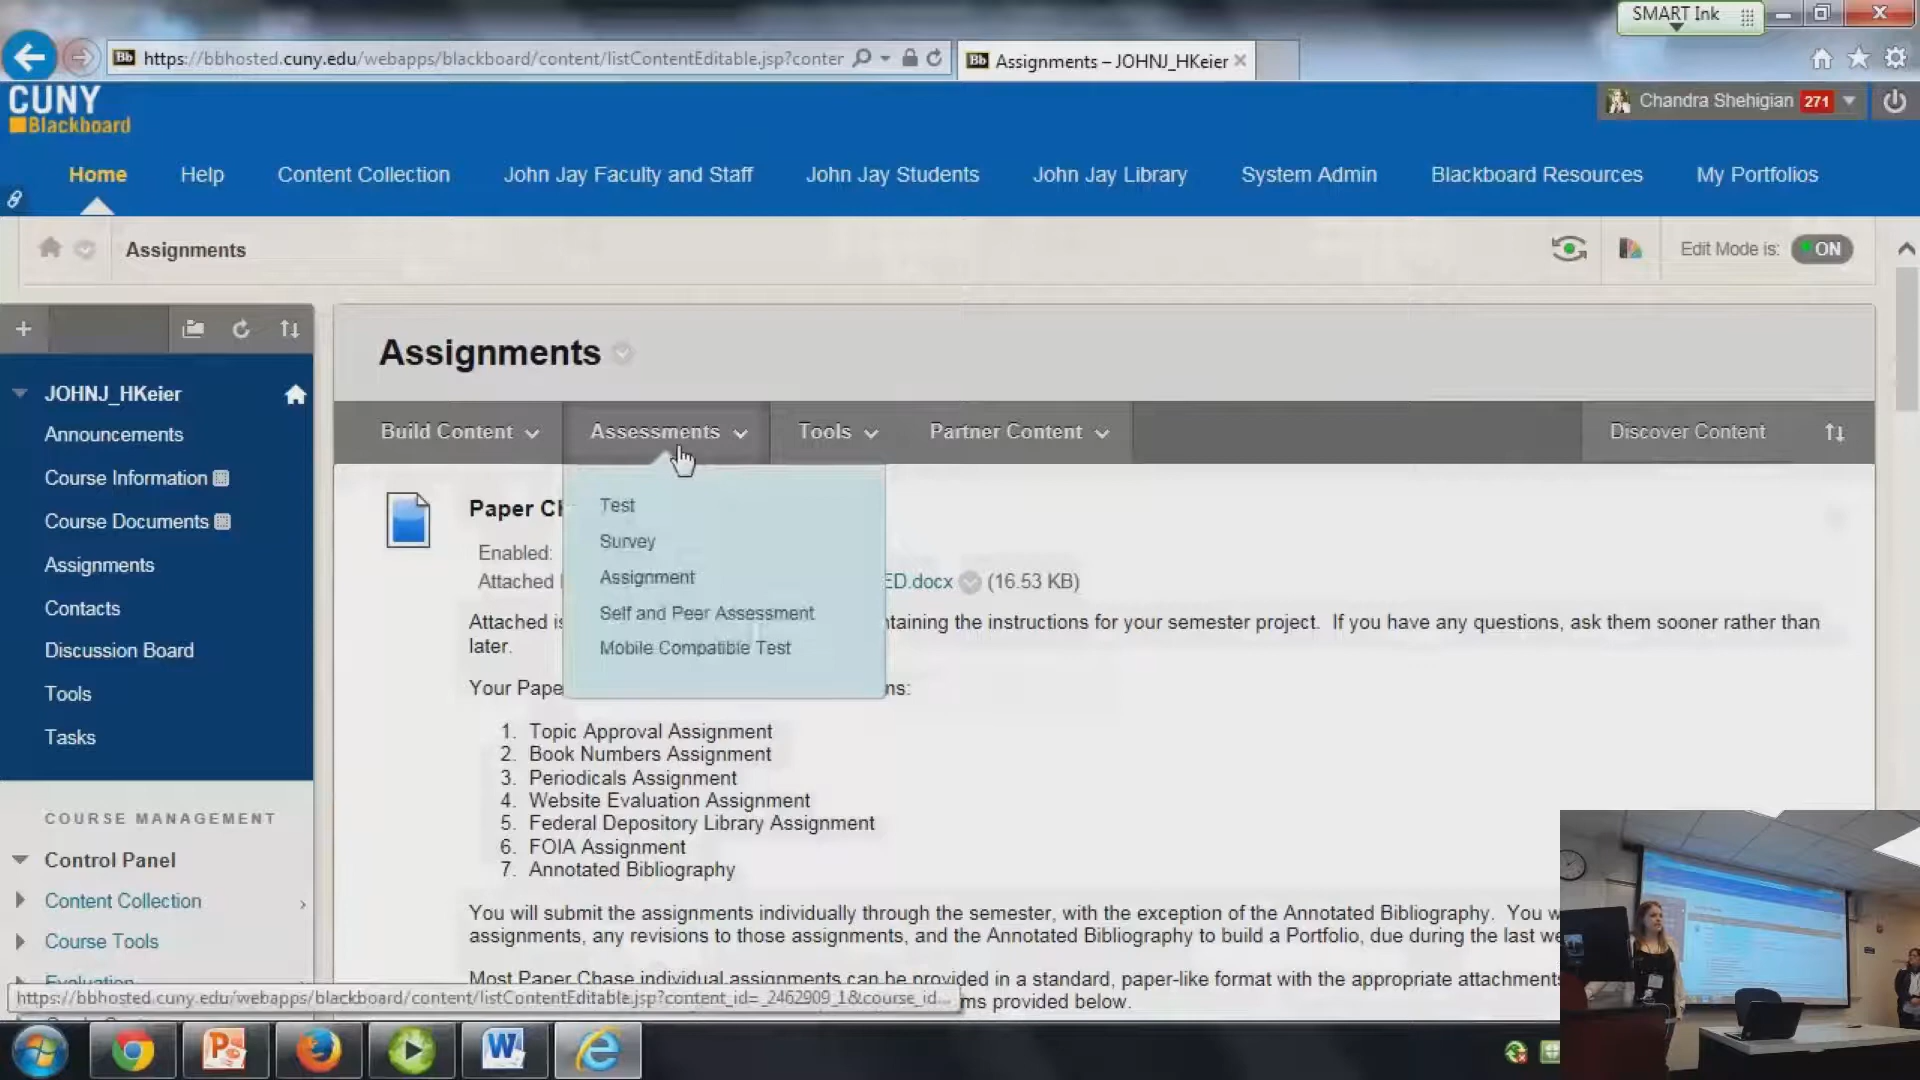 SMART Ink
https://bbhosted.cuny.edu/webapps/blackboard/content/listContentEditable.jsp?conter
Assignments – JOHNJ_HKeier
CUNY
Blackboard
Chandra Shehigian 271
Home Help Content Collection John Jay Faculty and Staff John Jay Students John Jay Library System Admin Blackboard Resources My Portfolios
Assignments
Edit Mode is: ON
Assignments
JOHNJ_HKeier
Announcements
Course Information
Course Documents
Assignments
Contacts
Discussion Board
Tools
Tasks
COURSE MANAGEMENT
Control Panel
Content Collection
Course Tools
Evaluation
Build Content Assessments Tools Partner Content Discover Content
Test
Survey
Assignment
Self and Peer Assessment
Mobile Compatible Test
Paper Ch
Enabled:
Attached ED.docx (16.53 KB)
Attached is ntaining the instructions for your semester project. If you have any questions, ask them sooner rather than
later.
Your Pape ns:
1. Topic Approval Assignment
2. Book Numbers Assignment
3. Periodicals Assignment
4. Website Evaluation Assignment
5. Federal Depository Library Assignment
6. FOIA Assignment
7. Annotated Bibliography
You will submit the assignments individually through the semester, with the exception of the Annotated Bibliography. You w
assignments, any revisions to those assignments, and the Annotated Bibliography to build a Portfolio, due during the last we
Most Paper Chase individual assignments can be provided in a standard, paper-like format with the appropriate attachments
ms provided below.
https://bbhosted.cuny.edu/webapps/blackboard/content/listContentEditable.jsp?content_id=_2462909_1&course_id...